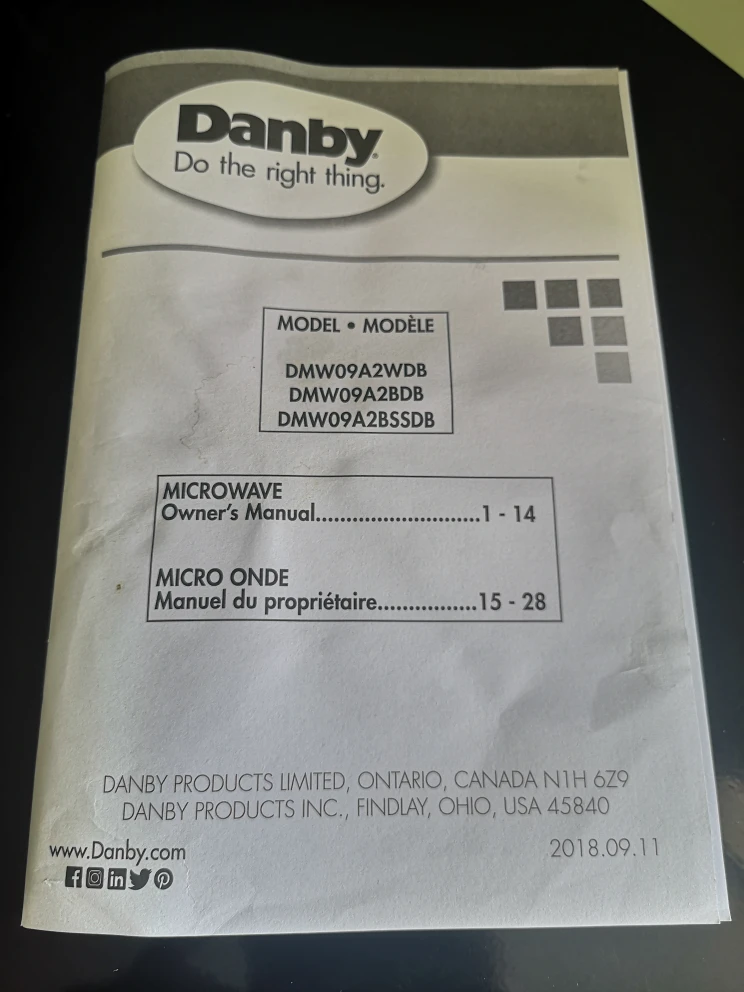 Danby®
Do the right thing.
MODEL • MODÈLE
DMW09A2WDB
DMW09A2BDB
DMW09A2BSSDB
MICROWAVE
Owner's Manual............................1 - 14
MICRO ONDE
Manuel du propriétaire.................15 - 28
DANBY PRODUCTS LIMITED, ONTARIO, CANADA N1H 6Z9
DANBY PRODUCTS INC., FINDLAY, OHIO, USA 45840
www.Danby.com
2018.09.11